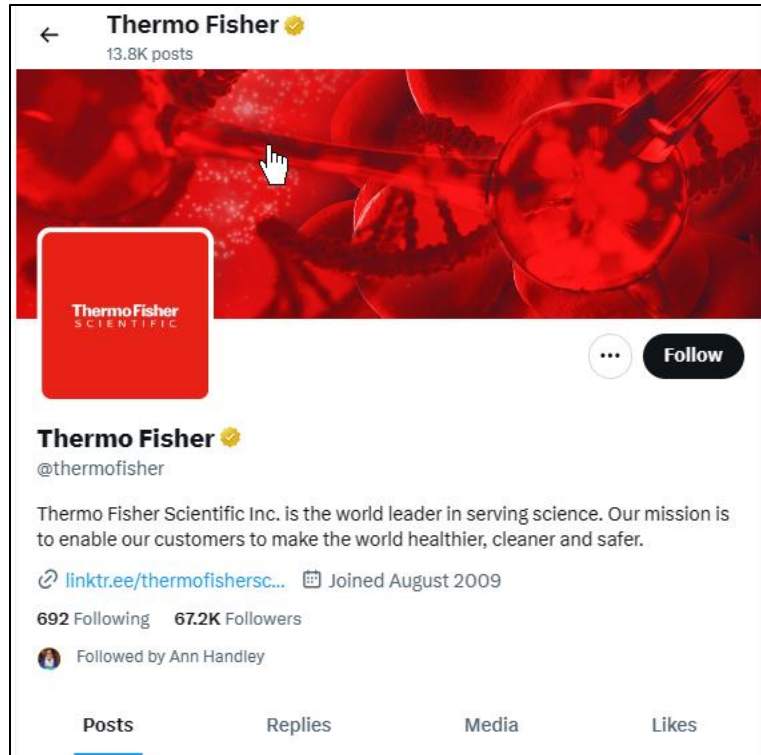 Thermo Fisher
13.8K posts
ThermoFisher
SCIENTIFIC
Follow
Thermo Fisher
@thermofisher
Thermo Fisher Scientific Inc. is the world leader in serving science. Our mission is
to enable our customers to make the world healthier, cleaner and safer.
linktr.ee/thermofishersc... Joined August 2009
692 Following 67.2K Followers
Followed by Ann Handley
Posts Replies Media Likes